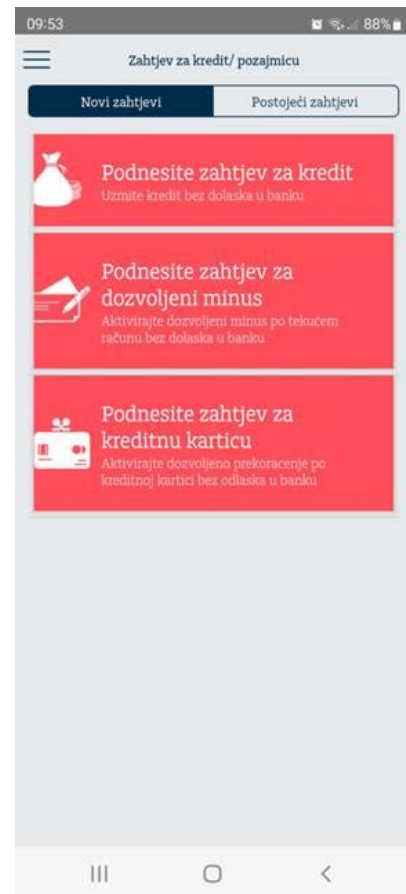 09:53
88%
Zahtjev za kredit/ pozajmicu
Novi zahtjevi
Postojeći zahtjevi
Podnesite zahtjev za kredit
Uzmite kredit bez dolaska u banku
Podnesite zahtjev za
dozvoljeni minus
Aktivirajte dozvoljeni minus po tekućem
računu bez dolaska u banku
Podnesite zahtjev za
kreditnu karticu
Aktivirajte dozvoljeno prekoracenje po
kreditnoj kartici bez odlaska u banku